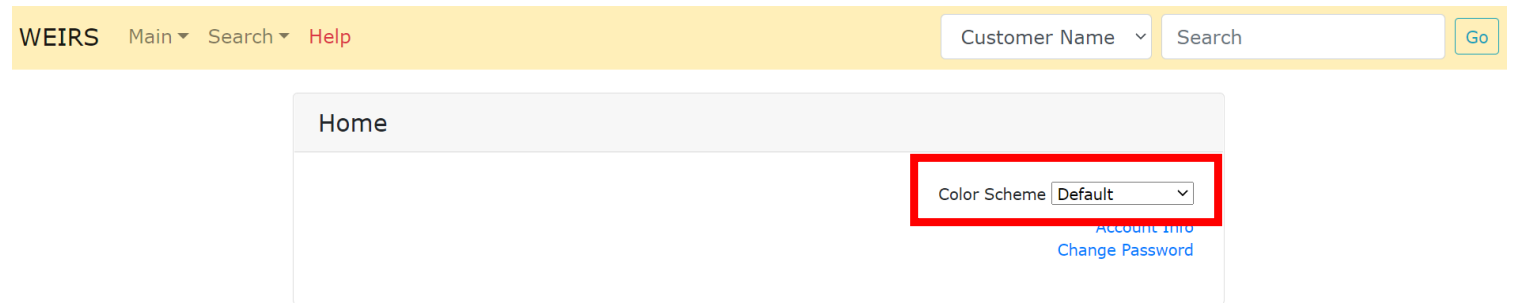 WEIRS Main Search Help Customer Name Search Go
Home
Color Scheme Default
Account Info
Change Password